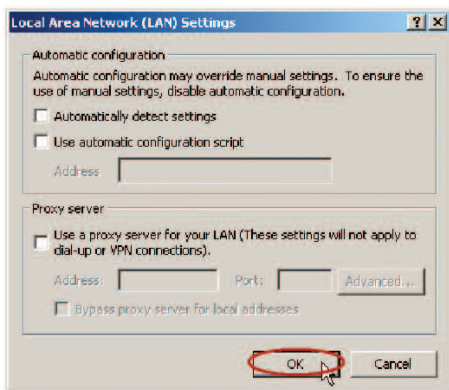 Local Area Network (LAN) Settings
Automatic configuration
Automatic configuration may override manual settings. To ensure the
use of manual settings, disable automatic configuration.
Automatically detect settings
Use automatic configuration script
Address
Proxy server
Use a proxy server for your LAN (These settings will not apply to
dial-up or VPN connections).
Address: Port: Advanced...
Bypass proxy server for local addresses
OK Cancel